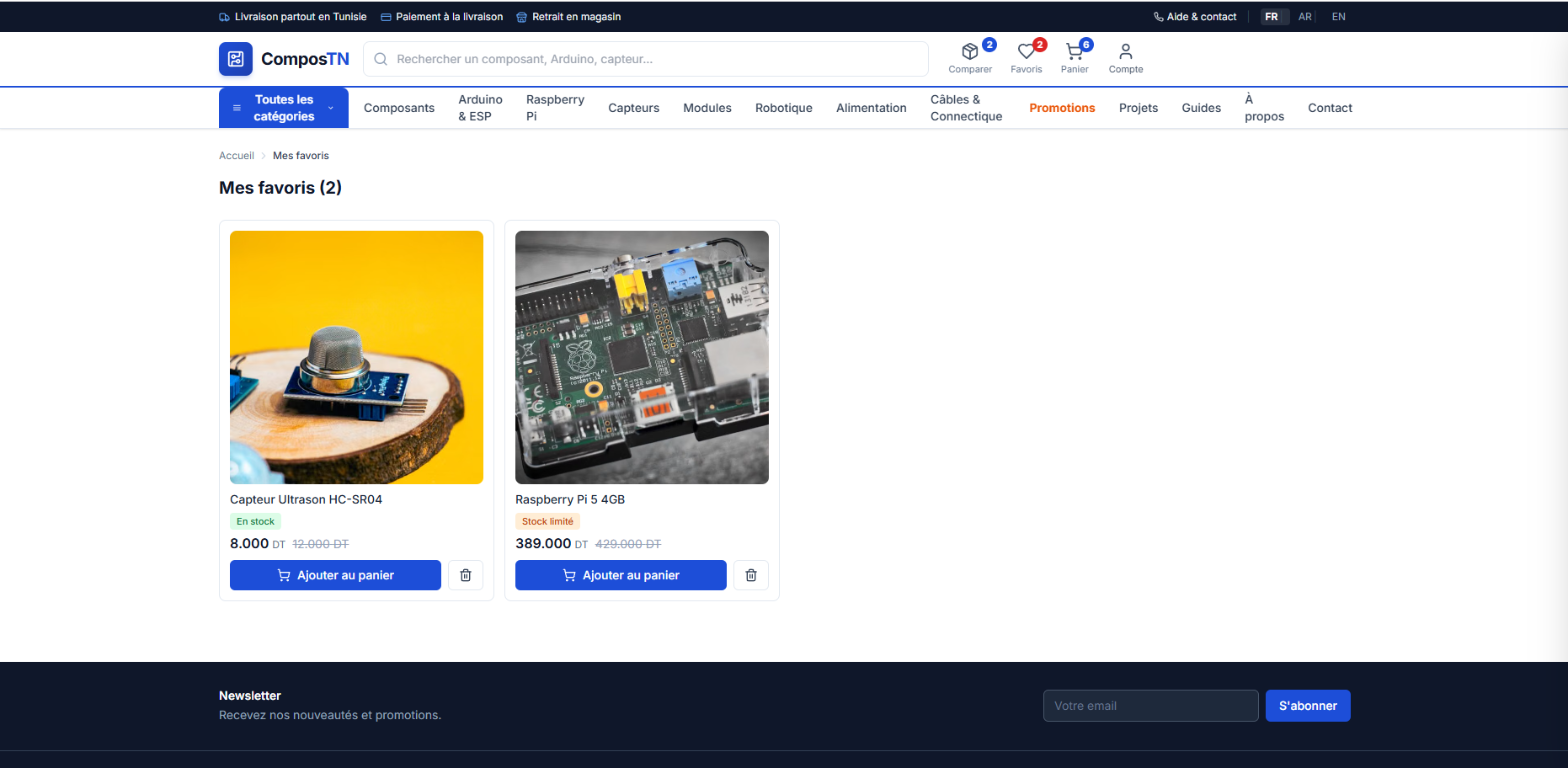 Livraison partout en Tunisie
Paiement à la livraison
Retrait en magasin
Aide & contact
FR
AR
EN
ComposTN
Rechercher un composant, Arduino, capteur...
2
Comparer
2
Favoris
6
Panier
Compte
Toutes les
catégories
Composants
Arduino
& ESP
Raspberry
Pi
Capteurs
Modules
Robotique
Alimentation
Câbles &
Connectique
Promotions
Projets
Guides
À
propos
Contact
Accueil
Mes favoris
Mes favoris (2)
Capteur Ultrason HC-SR04
En stock
8.000 DT 12.000 DT
Ajouter au panier
Raspberry Pi 5 4GB
Stock limité
389.000 DT 429.000 DT
Ajouter au panier
Newsletter
Recevez nos nouveautés et promotions.
Votre email
S'abonner